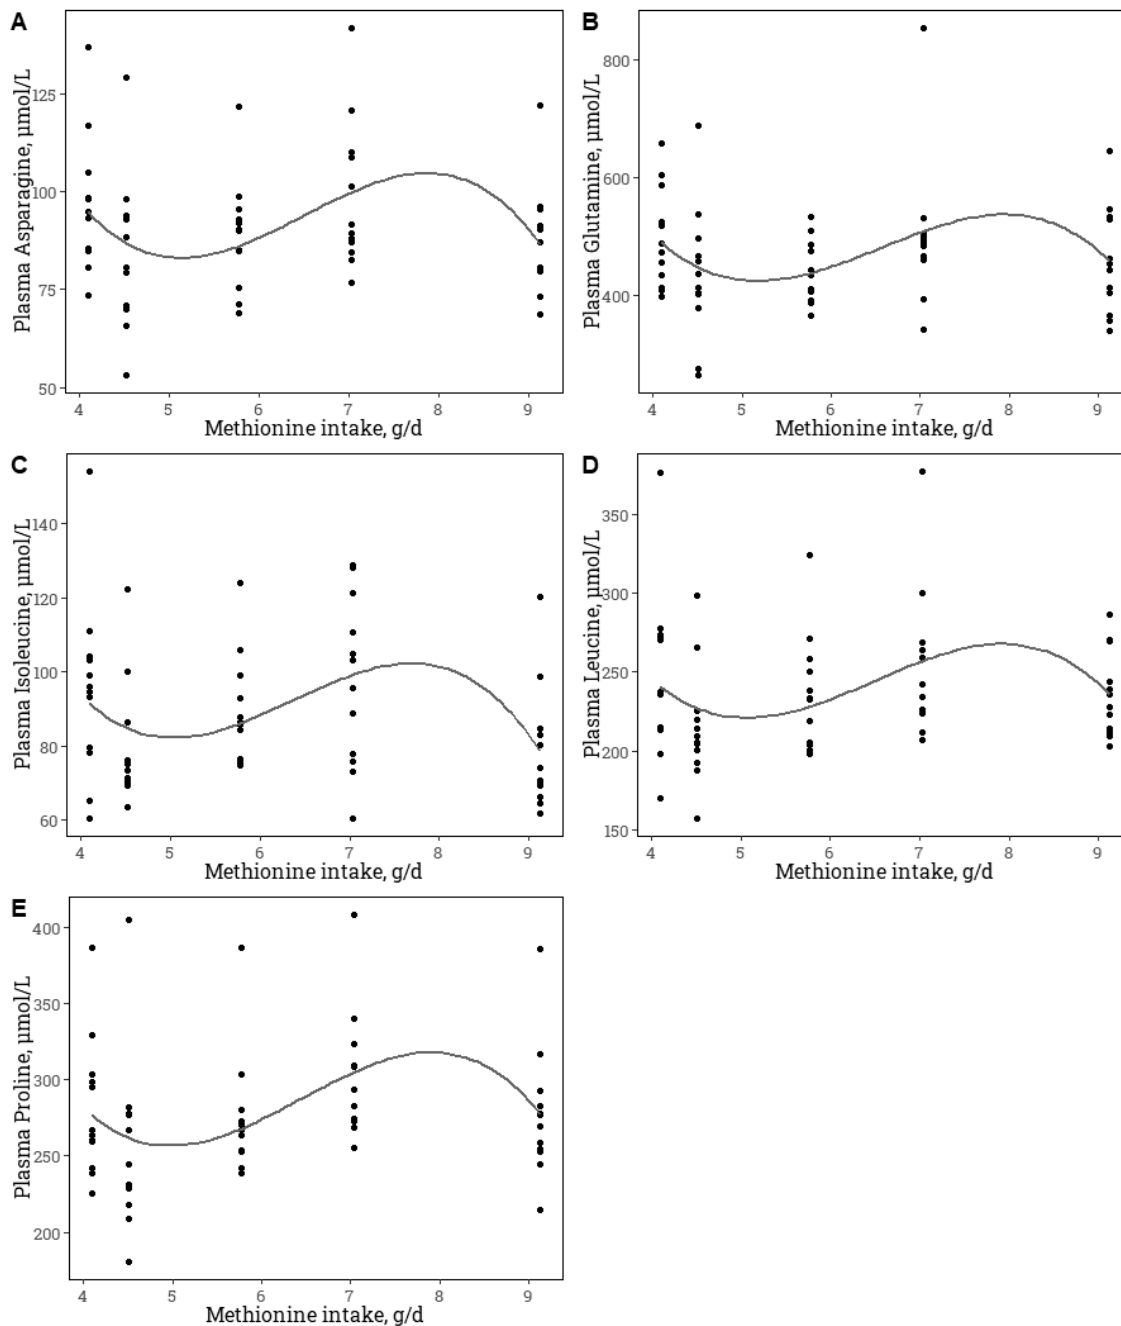 A
Plasma Asparagine, µmol/L
125
100
75
50
4 5 6 7 8 9
Methionine intake, g/d
B
Plasma Glutamine, µmol/L
800
600
400
4 5 6 7 8 9
Methionine intake, g/d
C
Plasma Isoleucine, µmol/L
140
120
100
80
60
4 5 6 7 8 9
Methionine intake, g/d
D
Plasma Leucine, µmol/L
350
300
250
200
150
4 5 6 7 8 9
Methionine intake, g/d
E
Plasma Proline, µmol/L
400
350
300
250
200
4 5 6 7 8 9
Methionine intake, g/d